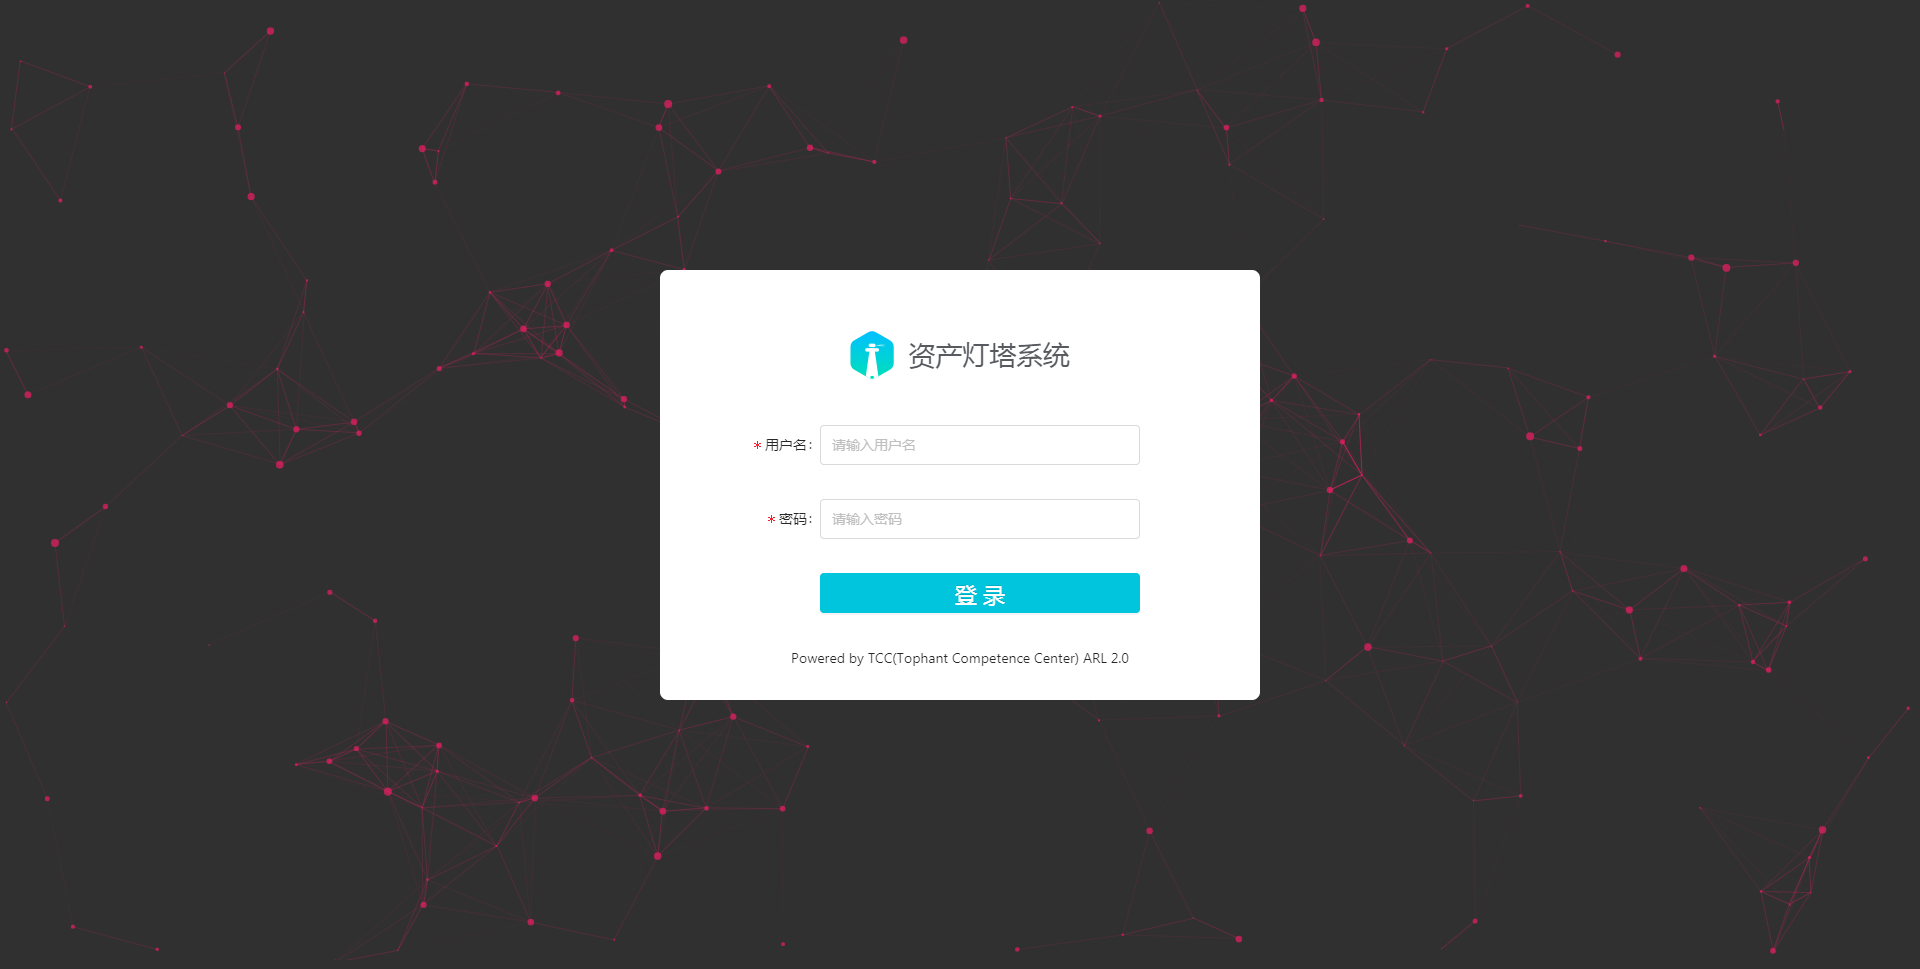 资产灯塔系统
* 用户名:
请输入用户名
* 密码:
请输入密码
登 录
Powered by TCC(Tophant Competence Center) ARL 2.0